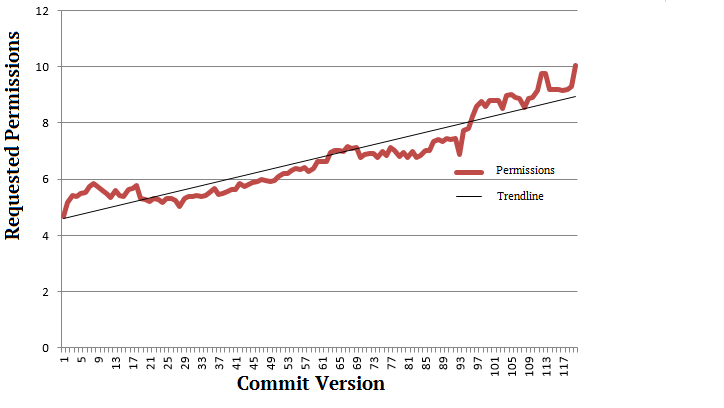 Requested Permissions
12
10
8
6
4
2
0
Permissions
Trendline
1 5 9 13 17 21 25 29 33 37 41 45 49 53 57 61 65 69 73 77 81 85 89 93 97 101 105 109 113 117
Commit Version